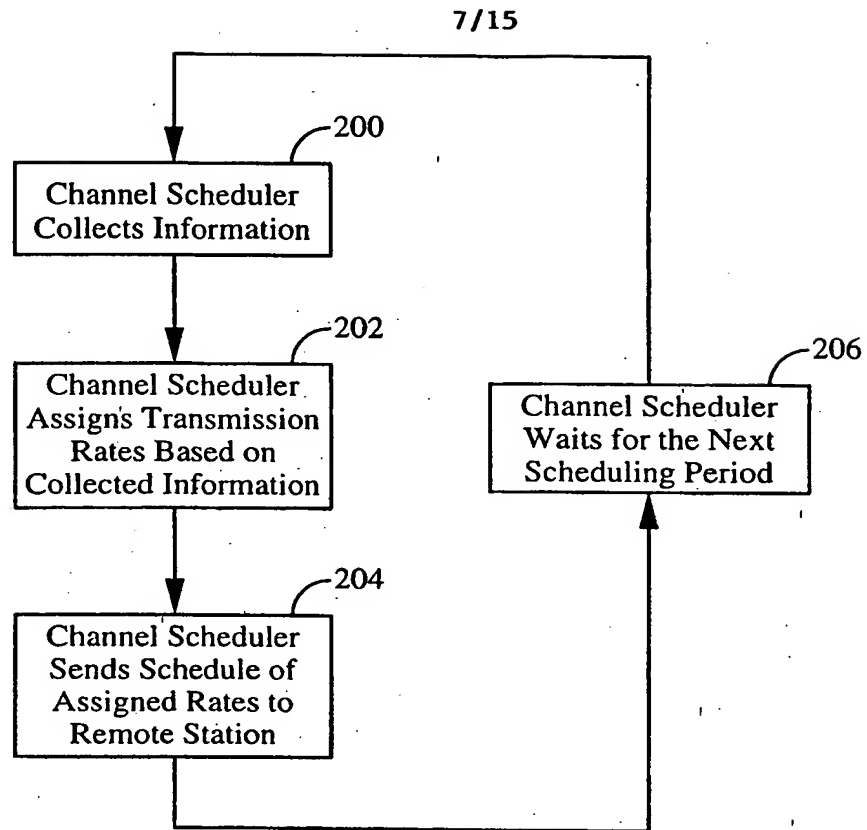 7/15
200
Channel Scheduler
Collects Information
202
Channel Scheduler
Assign's Transmission
Rates Based on
Collected Information
204
Channel Scheduler
Sends Schedule of
Assigned Rates to
Remote Station
206
Channel Scheduler
Waits for the Next
Scheduling Period